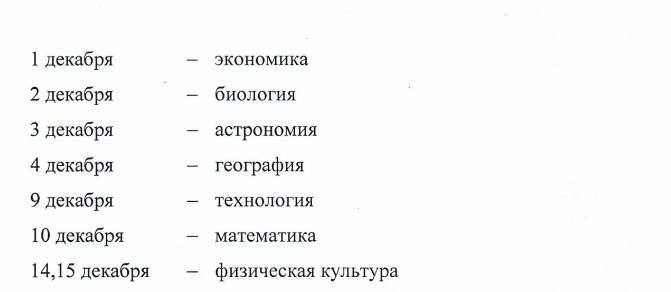 1 декабря – экономика
2 декабря – биология
3 декабря – астрономия
4 декабря – география
9 декабря – технология
10 декабря – математика
14,15 декабря – физическая культура